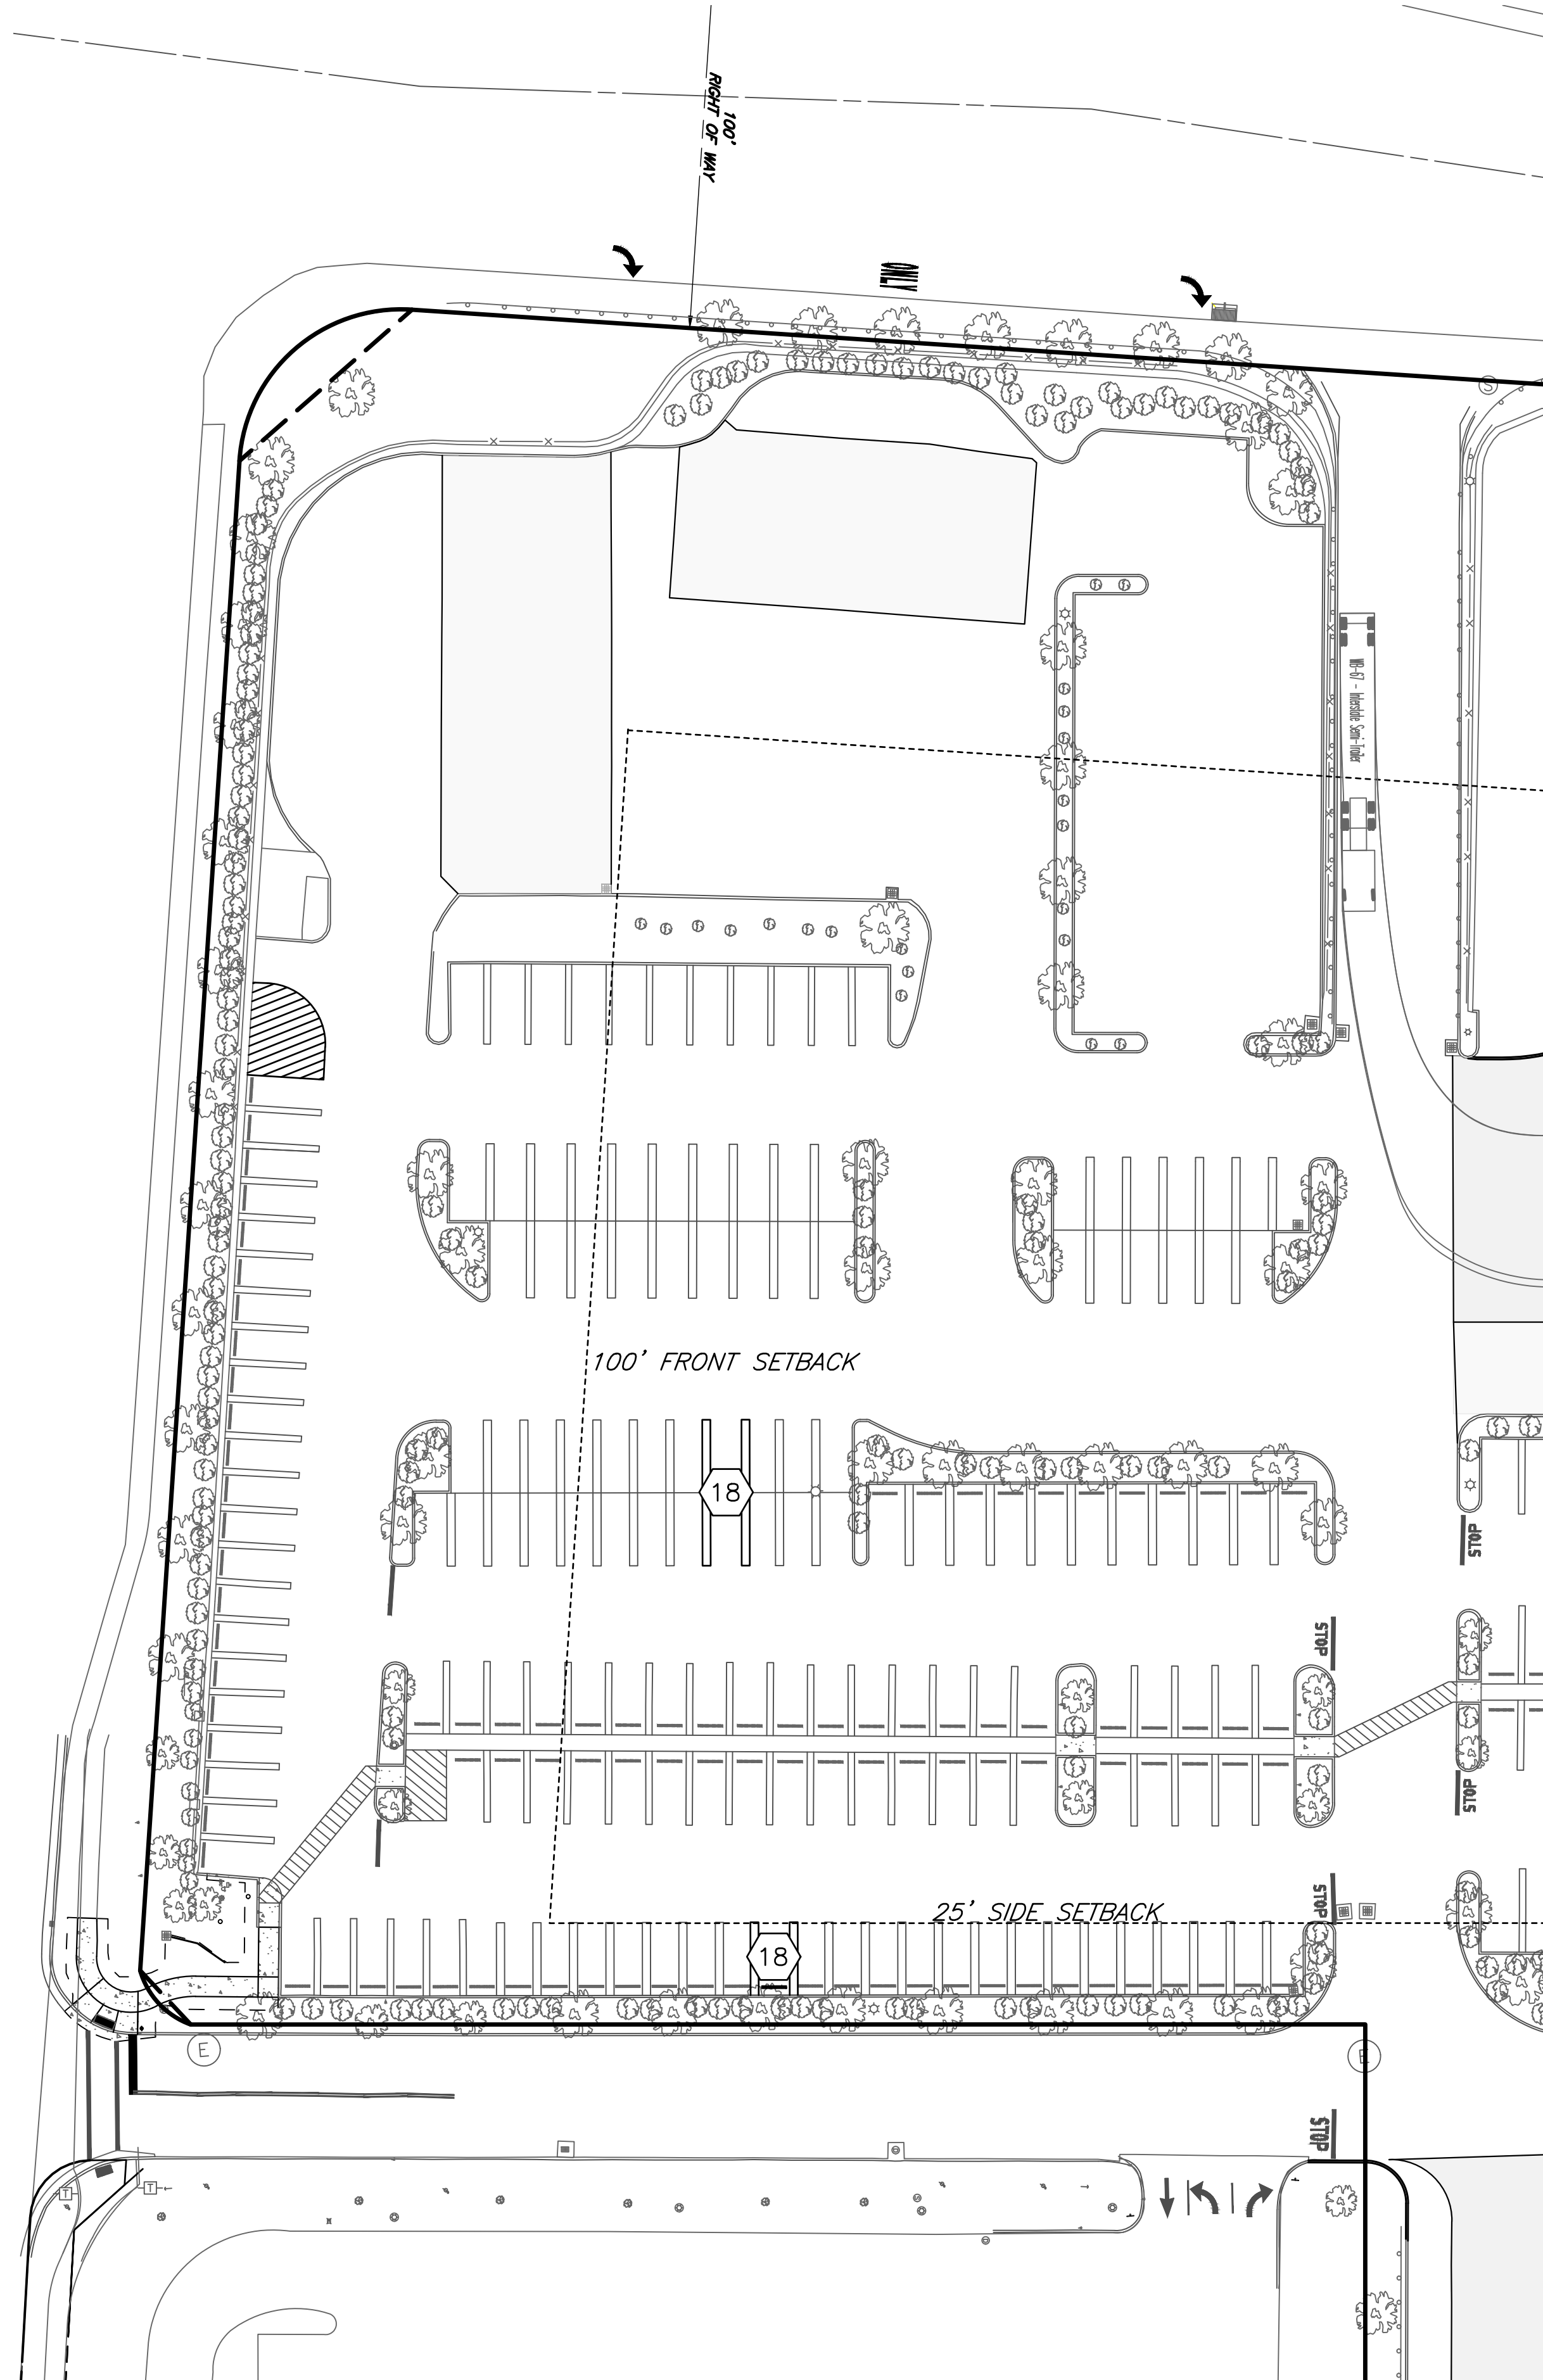 100'
RIGHT OF WAY
ONLY
S
WB-67 - Interstate Semi-Trailer
100' FRONT SETBACK
18
STOP
STOP
STOP
25' SIDE SETBACK
STOP
18
E
E
STOP
T
T